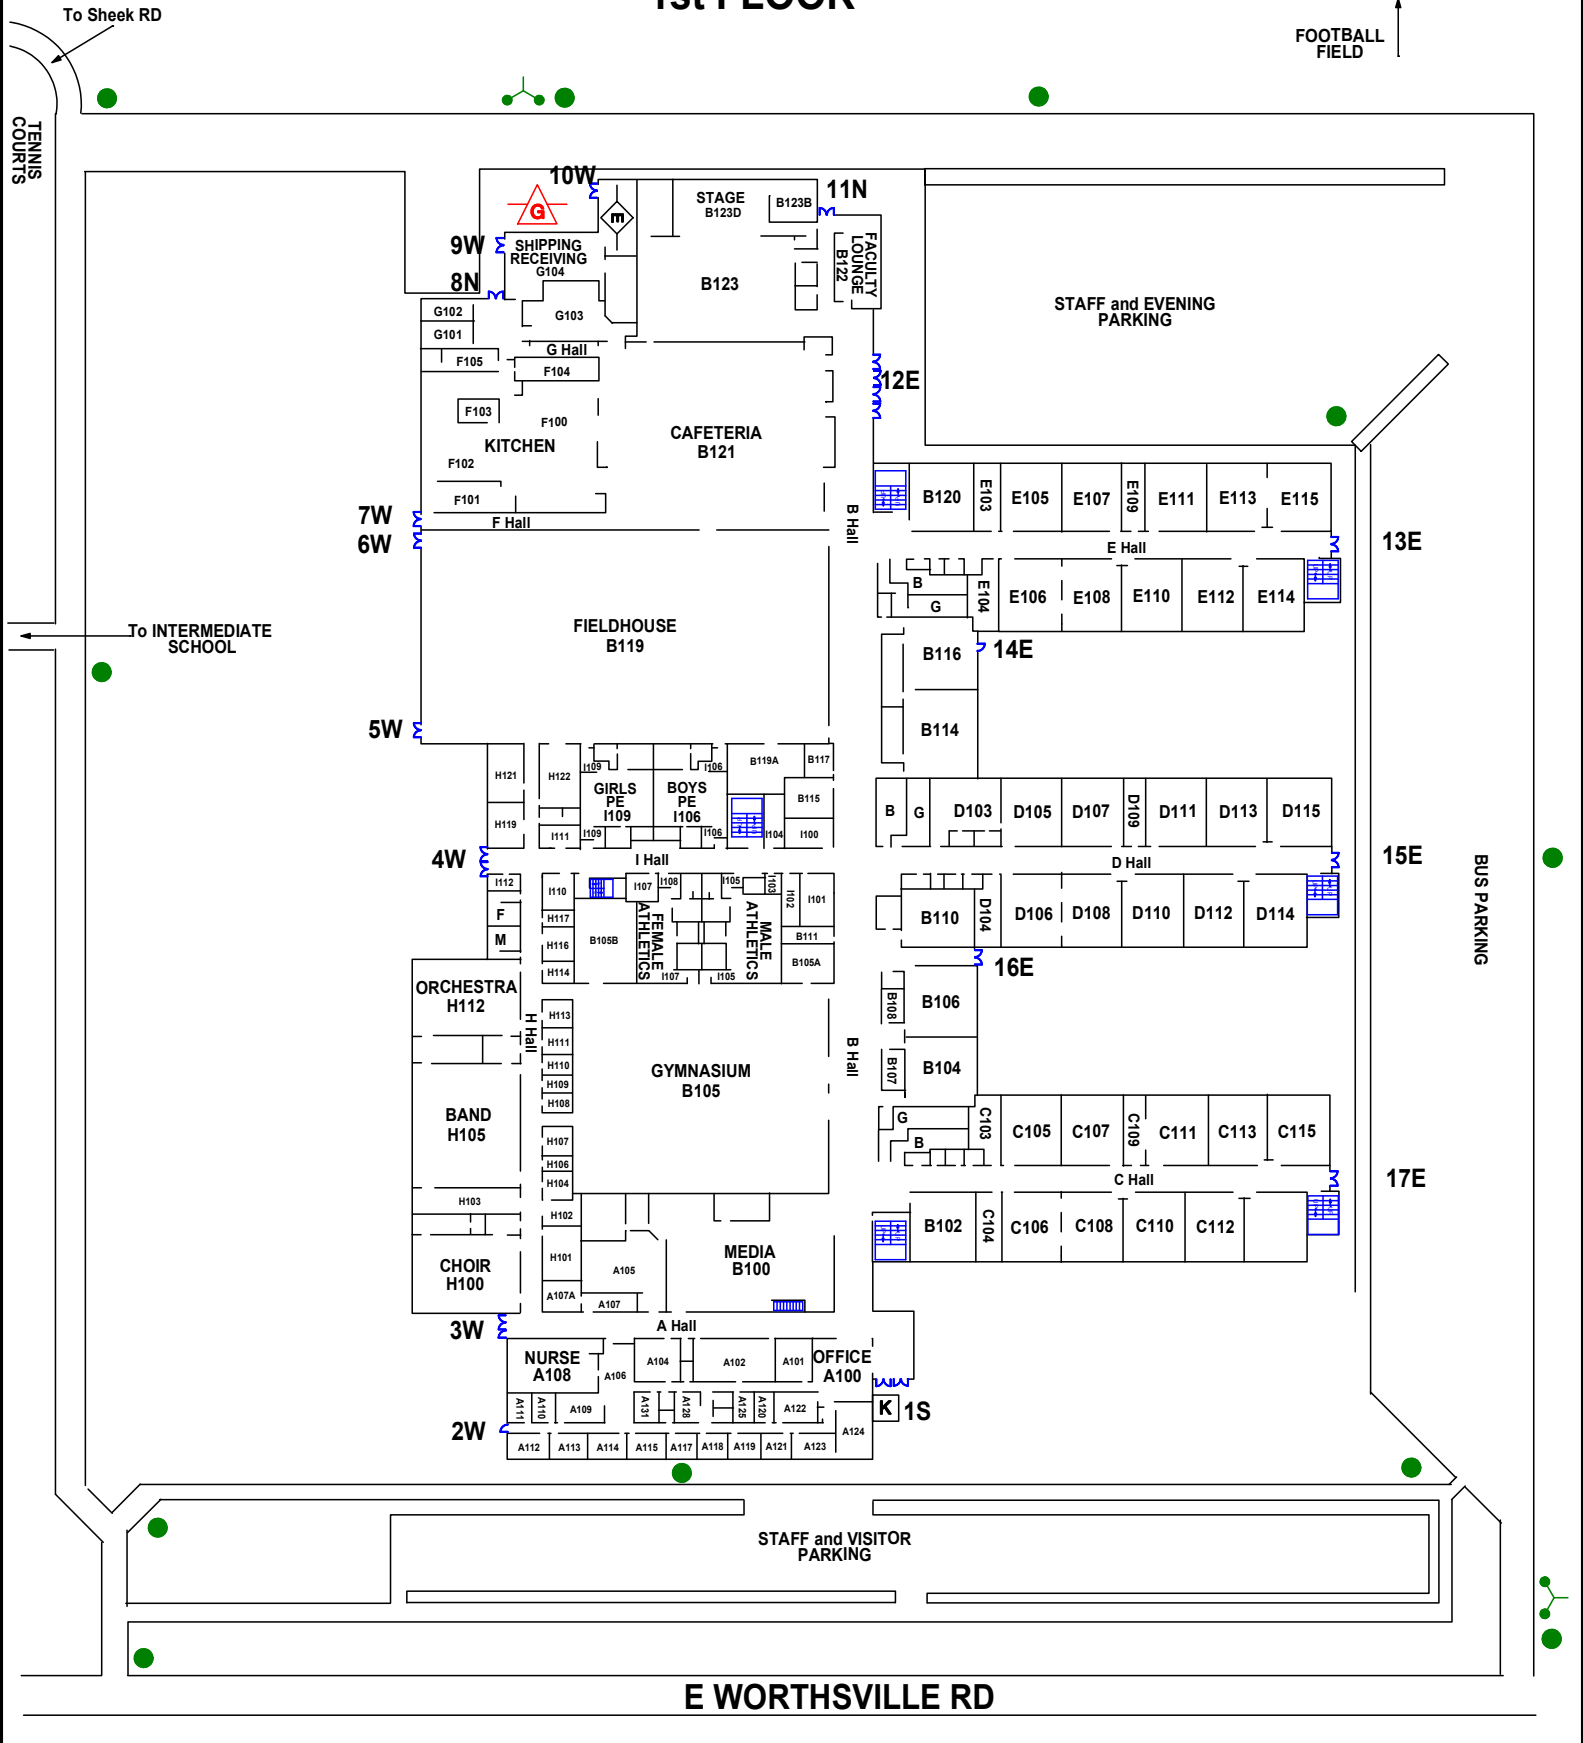 1st FLOOR
To Sheek RD
FOOTBALL
FIELD
TENNIS
COURTS
10W
11N
STAGE
B123D
B123B
G
E
9W
SHIPPING
RECEIVING
G104
FACULTY
LOUNGE
B122
8N
B123
STAFF and EVENING
PARKING
G102
G103
G101
G Hall
F105
F104
12E
F103
F100
CAFETERIA
B121
KITCHEN
F102
F101
7W
F Hall
6W
B Hall
B120
E103
E105
E107
E109
E111
E113
E115
13E
E Hall
B
G
E104
E106
E108
E110
E112
E114
To INTERMEDIATE
SCHOOL
FIELDHOUSE
B119
B116
14E
5W
B114
H121
H122
I109
I106
B119A
B117
GIRLS
PE
I109
BOYS
PE
I106
B115
H119
I111
I109
I106
I104
I100
B
G
D103
D105
D107
D109
D111
D113
D115
4W
I Hall
D Hall
15E
BUS PARKING
I112
I110
I107
I108
I105
I103
I102
I101
F
M
H117
H116
H114
B105B
FEMALE
ATHLETICS
MALE
ATHLETICS
B111
B105A
I107
I105
B110
D104
D106
D108
D110
D112
D114
16E
ORCHESTRA
H112
H Hall
H113
H111
H110
H109
H108
GYMNASIUM
B105
B Hall
B108
B106
B107
B104
BAND
H105
H107
H106
H104
G
B
C103
C105
C107
C109
C111
C113
C115
C Hall
17E
H103
H102
B102
C104
C106
C108
C110
C112
CHOIR
H100
H101
A105
MEDIA
B100
A107A
A107
3W
A Hall
NURSE
A108
A106
A104
A102
A101
OFFICE
A100
A111
A110
A109
A131
A128
A125
A120
A122
K
1S
2W
A124
A112
A113
A114
A115
A117
A118
A119
A121
A123
STAFF and VISITOR
PARKING
E WORTHSVILLE RD